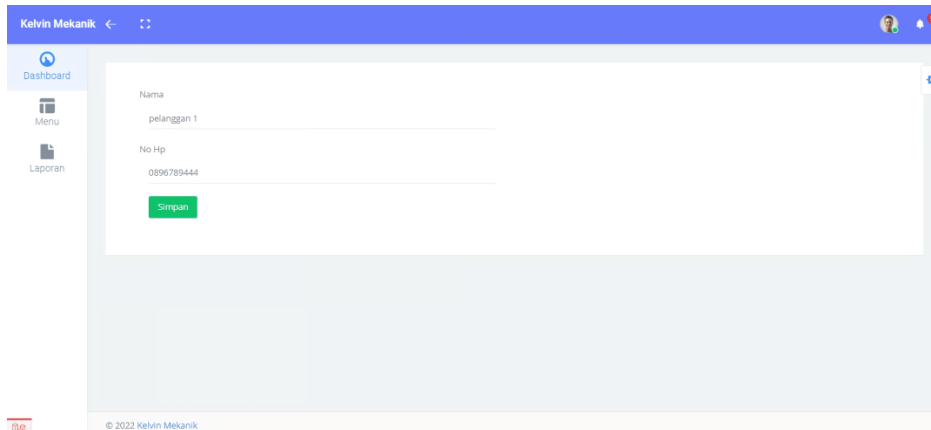 Kelvin Mekanik
Dashboard
Menu
Laporan
Nama
pelanggan 1
No Hp
0896789444
Simpan
© 2022 Kelvin Mekanik